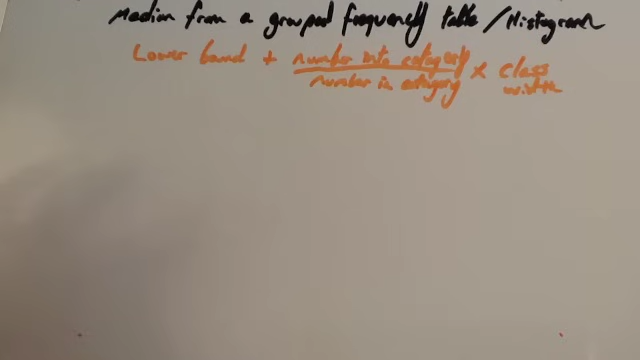 Median from a grouped frequency table / Histogram
Lower band + number into category × class
number in category width